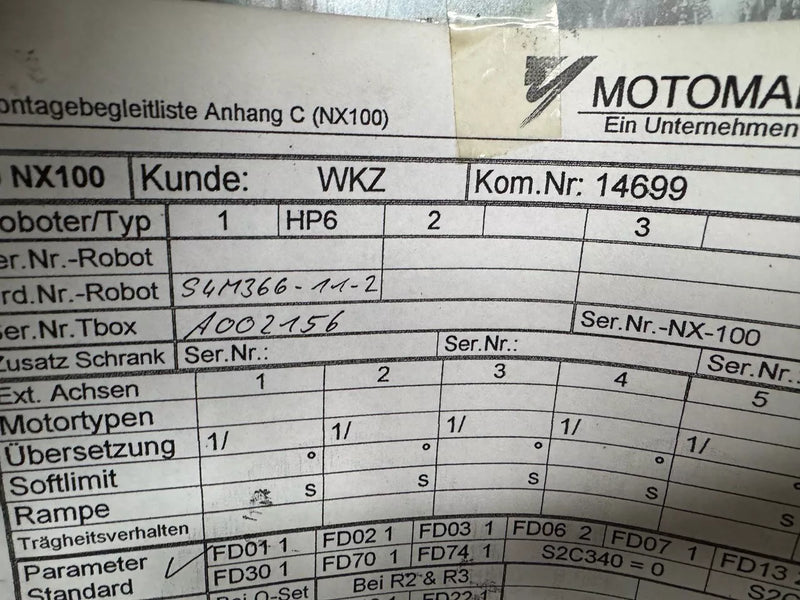 ontagebegleitliste Anhang C (NX100)
MOTOMA
Ein Unternehmen
NX100 Kunde: WKZ Kom.Nr: 14699
oboter/Typ 1 HP6 2 3
er.Nr.-Robot
rd.Nr.-Robot S4M366-11-2
er.Nr.Tbox A002156 Ser.Nr.-NX-100
Zusatz Schrank Ser.Nr.: Ser.Nr.: Ser.Nr.
Ext. Achsen 1 2 3 4 5
Motortypen
Übersetzung 1/ 1/ 1/ 1/ 1/
Softlimit ° ° ° °
Rampe s s s s s
Trägheitsverhalten
Parameter FD01 1 FD02 1 FD03 1 FD06 2 FD07 1 FD13
Standard FD30 1 FD70 1 FD74 1 S2C340 = 0
Bei R2 & R3
FD22 1